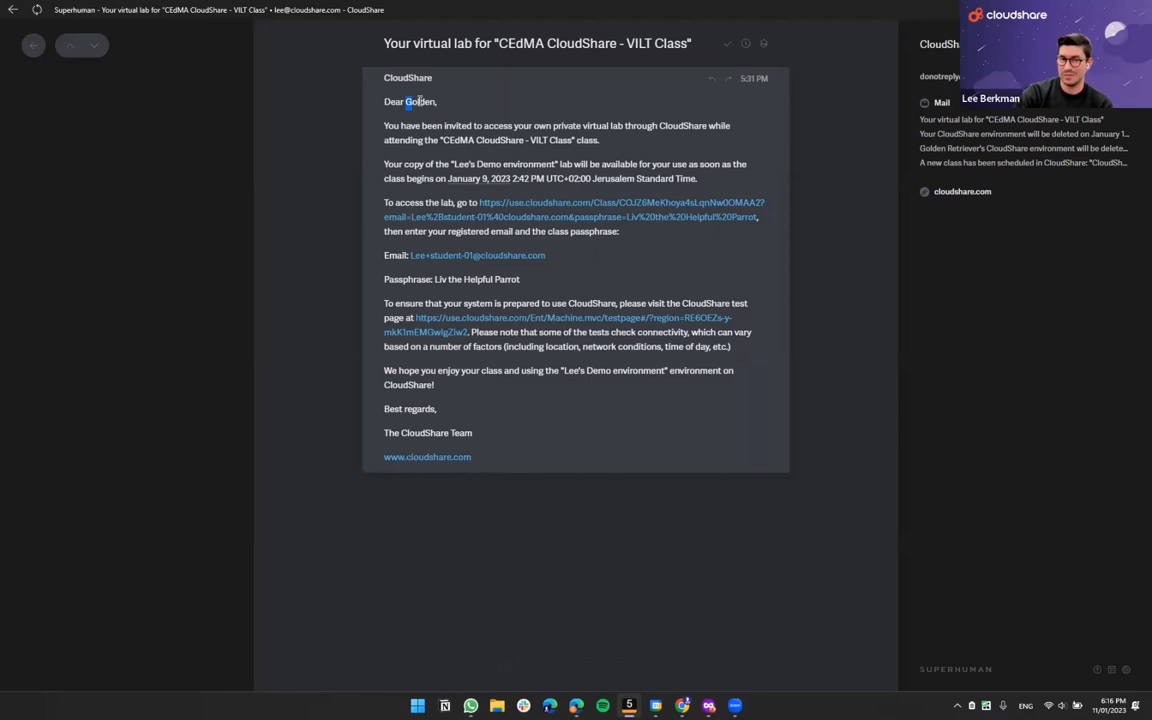 Superhuman - Your virtual lab for "CEdMA CloudShare - VILT Class" • lee@cloudshare.com - CloudShare
Your virtual lab for "CEdMA CloudShare - VILT Class"
CloudShare
5:31 PM
Dear Golden,
You have been invited to access your own private virtual lab through CloudShare while
attending the "CEdMA CloudShare - VILT Class" class.
Your copy of the "Lee's Demo environment" lab will be available for your use as soon as the
class begins on January 9, 2023 2:42 PM UTC+02:00 Jerusalem Standard Time.
To access the lab, go to https://use.cloudshare.com/Class/COJZ6MeKhoya4sLqnNw0OMAA2?
email=Lee%2Bstudent-01%40cloudshare.com&passphrase=Liv%20the%20Helpful%20Parrot,
then enter your registered email and the class passphrase:
Email: Lee+student-01@cloudshare.com
Passphrase: Liv the Helpful Parrot
To ensure that your system is prepared to use CloudShare, please visit the CloudShare test
page at https://use.cloudshare.com/Ent/Machine.mvc/testpage#/?region=RE6OEZs-y-
mkK1mEMGwIgZiw2. Please note that some of the tests check connectivity, which can vary
based on a number of factors (including location, network conditions, time of day, etc.)
We hope you enjoy your class and using the "Lee's Demo environment" environment on
CloudShare!
Best regards,
The CloudShare Team
www.cloudshare.com
cloudshare
Lee Berkman
CloudSha
donotreply
Mail
Your virtual lab for "CEdMA CloudShare - VILT Class"
Your CloudShare environment will be deleted on January 1...
Golden Retriever's CloudShare environment will be deleted...
A new class has been scheduled in CloudShare: "CloudSh...
cloudshare.com
SUPERHUMAN
ENG
6:16 PM
11/01/2023